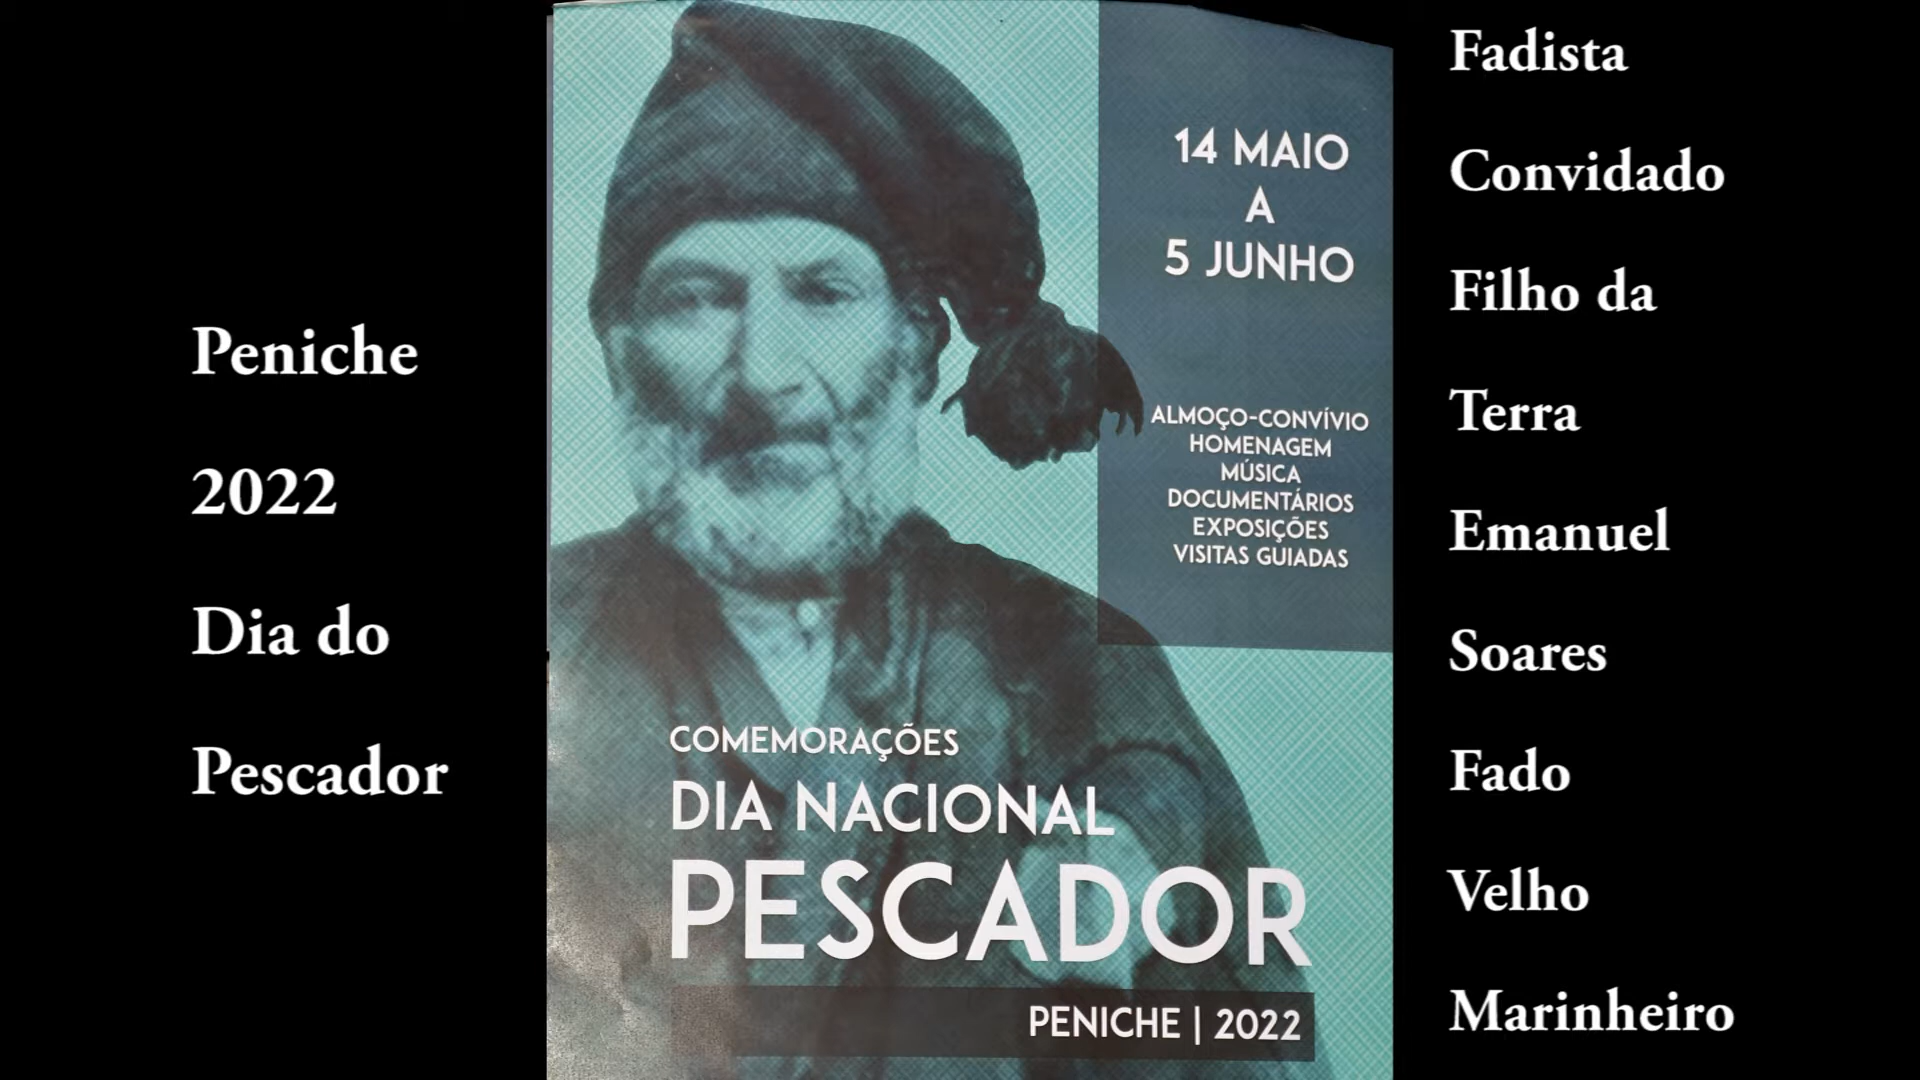 Peniche
2022
Dia do
Pescador
14 MAIO
A
5 JUNHO
ALMOÇO-CONVÍVIO
HOMENAGEM
MÚSICA
DOCUMENTÁRIOS
EXPOSIÇÕES
VISITAS GUIADAS
COMEMORAÇÕES
DIA NACIONAL
PESCADOR
PENICHE | 2022
Fadista
Convidado
Filho da
Terra
Emanuel
Soares
Fado
Velho
Marinheiro